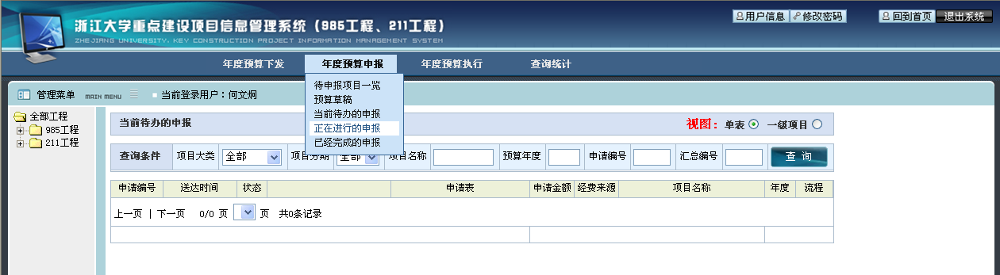 浙江大学重点建设项目信息管理系统（985工程、211工程）
ZHEJIANG UNIVERSITY, KEY CONSTRUCTION PROJECT INFORMATION MANAGEMENT SYSTEM
用户信息 修改密码 回到首页 退出系统
年度预算下发 年度预算申报 年度预算执行 查询统计
待申报项目一览
预算草稿
当前待办的申报
正在进行的申报
已经完成的申报
管理菜单 MAIN MENU 当前登录用户：何文炯
全部工程
985工程
211工程
当前待办的申报 视图： 单表 一级项目
查询条件 项目大类 全部 项目分期 全部 项目名称 预算年度 申请编号 汇总编号 查 询
申请编号 送达时间 状态 申请表 申请金额 经费来源 项目名称 年度 流程
上一页 | 下一页 0/0 页 页 共0条记录